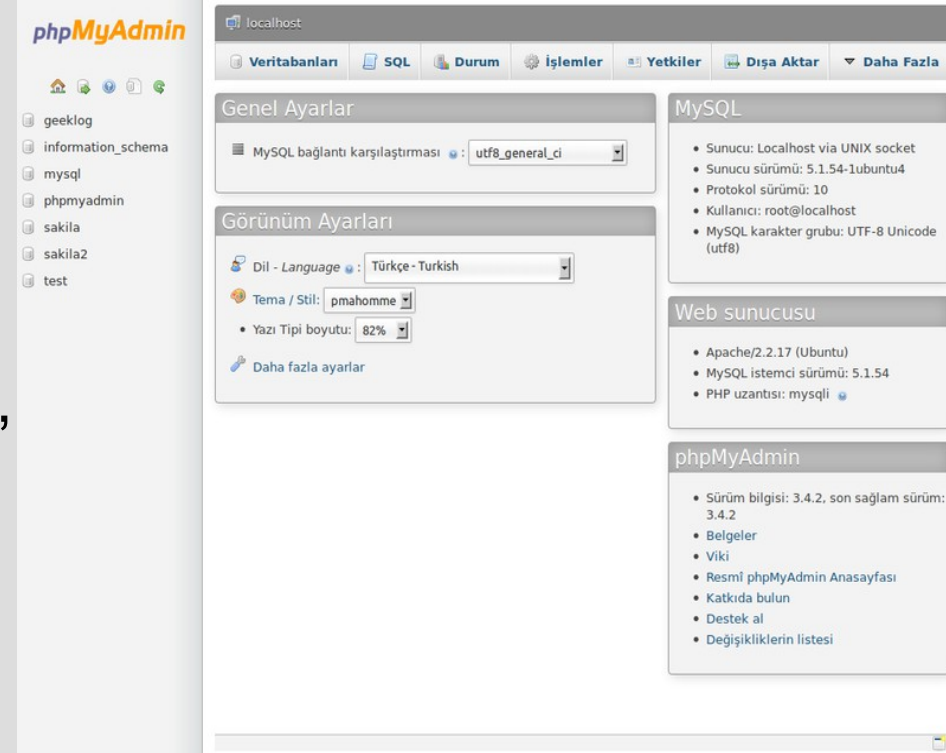 phpMyAdmin
geeklog
information_schema
mysql
phpmyadmin
sakila
sakila2
test
,
localhost
Veritabanları SQL Durum İşlemler Yetkiler Dışa Aktar Daha Fazla
Genel Ayarlar
MySQL bağlantı karşılaştırması : utf8_general_ci
Görünüm Ayarları
Dil - Language : Türkçe - Turkish
Tema / Stil: pmahomme
• Yazı Tipi boyutu: 82%
Daha fazla ayarlar
MySQL
• Sunucu: Localhost via UNIX socket
• Sunucu sürümü: 5.1.54-1ubuntu4
• Protokol sürümü: 10
• Kullanıcı: root@localhost
• MySQL karakter grubu: UTF-8 Unicode
(utf8)
Web sunucusu
• Apache/2.2.17 (Ubuntu)
• MySQL istemci sürümü: 5.1.54
• PHP uzantısı: mysqli
phpMyAdmin
• Sürüm bilgisi: 3.4.2, son sağlam sürüm:
3.4.2
• Belgeler
• Viki
• Resmî phpMyAdmin Anasayfası
• Katkıda bulun
• Destek al
• Değişikliklerin listesi